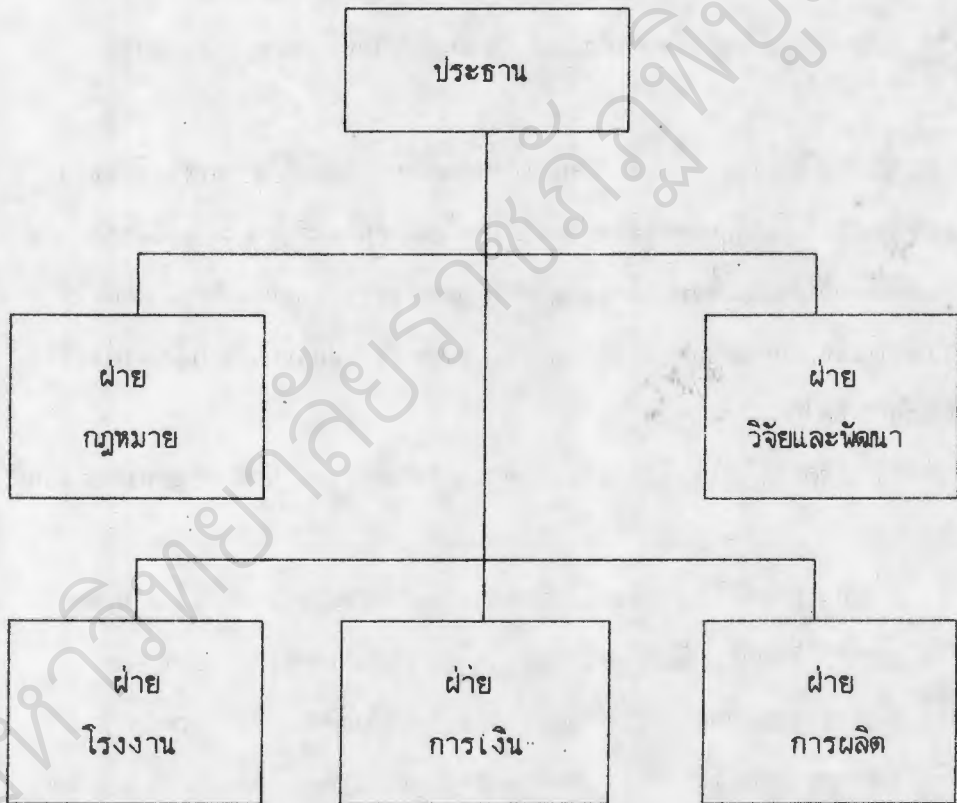 ประธาน
ฝ่าย
กฎหมาย
ฝ่าย
วิจัยและพัฒนา
ฝ่าย
โรงงาน
ฝ่าย
การเงิน
ฝ่าย
การผลิต